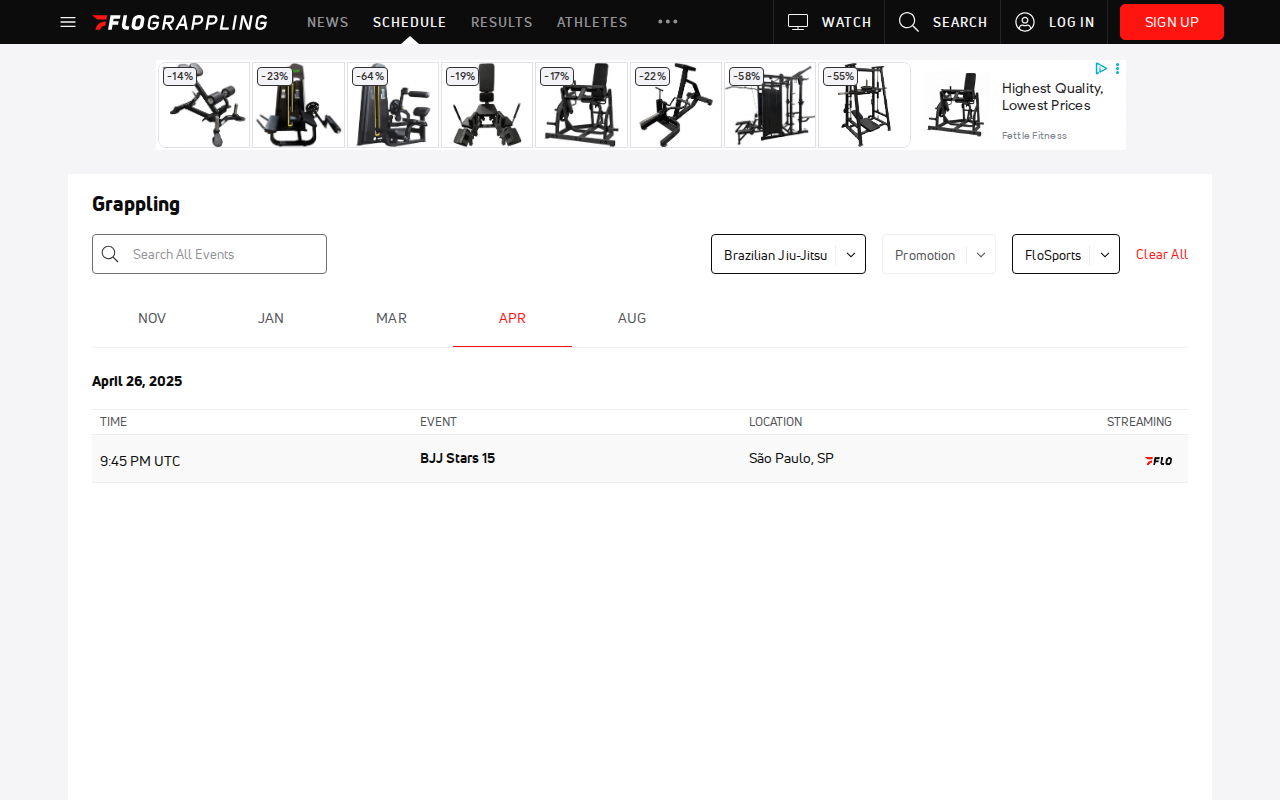 FLOGRAPPLING NEWS SCHEDULE RESULTS ATHLETES WATCH SEARCH LOG IN SIGN UP
-14% -23% -64% -19% -17% -22% -58% -55%
Highest Quality,
Lowest Prices
Fettle Fitness
Grappling
Search All Events Brazilian Jiu-Jitsu Promotion FloSports Clear All
NOV JAN MAR APR AUG
April 26, 2025
TIME EVENT LOCATION STREAMING
9:45 PM UTC BJJ Stars 15 São Paulo, SP FLO